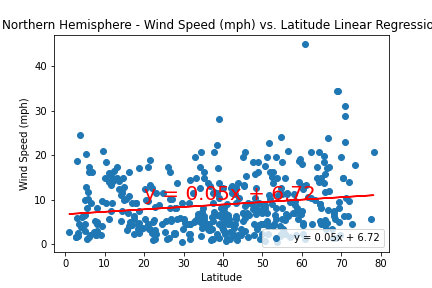 Northern Hemisphere - Wind Speed (mph) vs. Latitude Linear Regressio
40
30
20
10
0
Wind Speed (mph)
y = 0.05x + 6.72
y = 0.05x + 6.72
0 10 20 30 40 50 60 70 80
Latitude